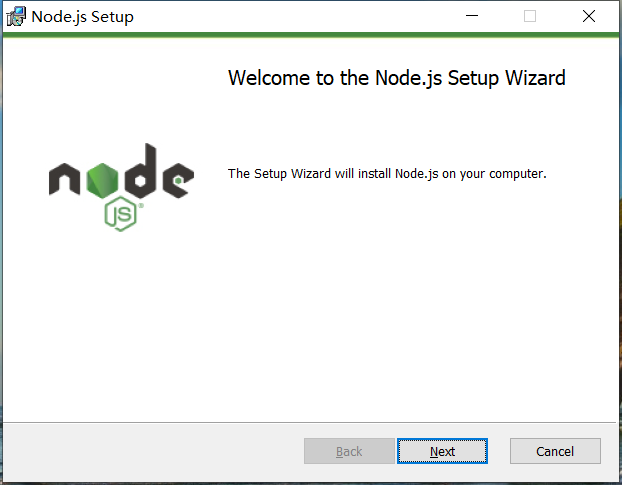 Node.js Setup
Welcome to the Node.js Setup Wizard
The Setup Wizard will install Node.js on your computer.
node
JS
Back
Next
Cancel